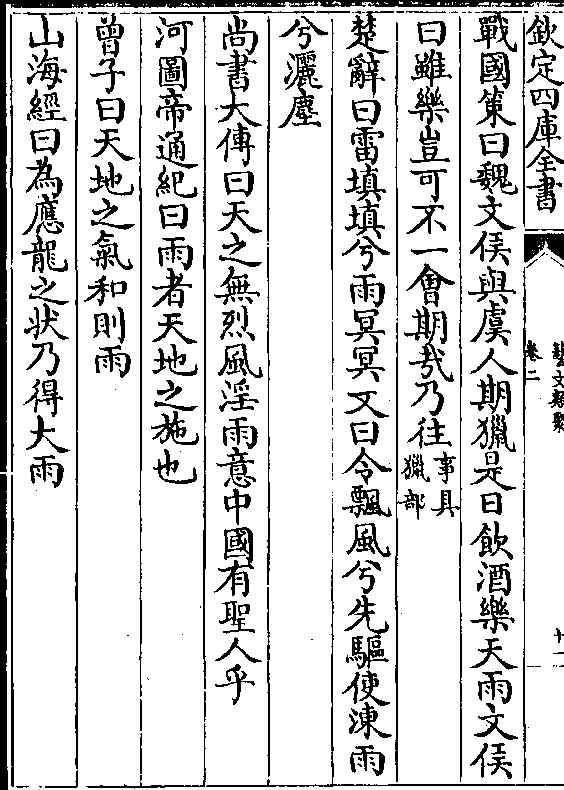 欽定四庫全書
藝文類聚
卷二
十一
戰國策曰魏文侯與虞人期獵是日飲酒樂天雨文侯
曰雖樂豈可不一會期哉乃往事具獵部
楚辭曰雷填填兮雨冥冥又曰令飄風兮先驅使涷雨
兮灑塵
尚書大傳曰天之無烈風淫雨意中國有聖人乎
河圖帝通紀曰雨者天地之施也
曾子曰天地之氣和則雨
山海經曰為應龍之狀乃得大雨